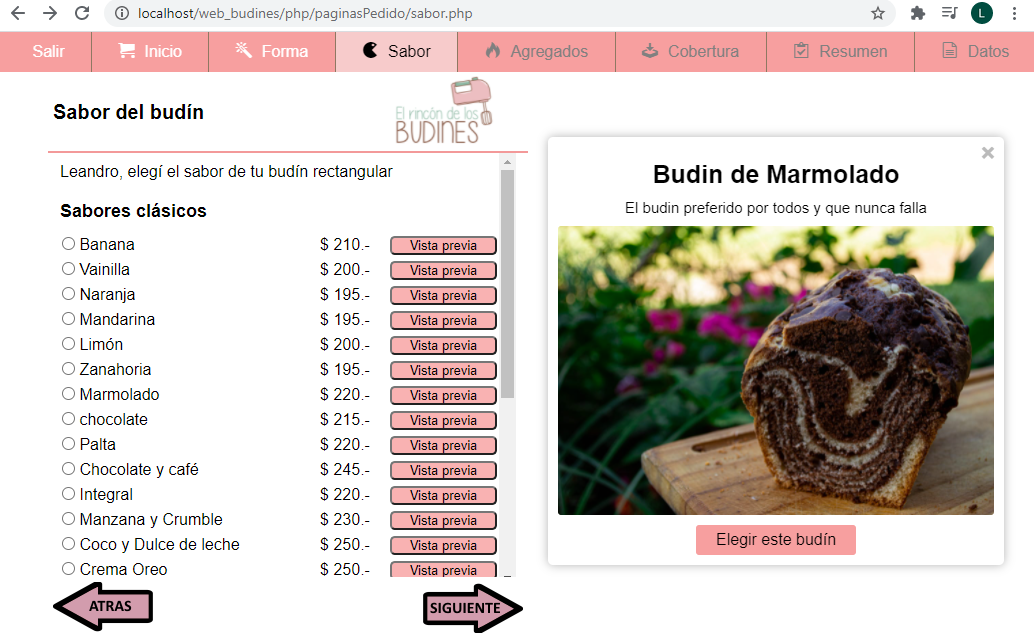 localhost/web_budines/php/paginasPedido/sabor.php
L
Salir Inicio Forma Sabor Agregados Cobertura Resumen Datos
Sabor del budín
El rincón de los
BUDINES
Leandro, elegí el sabor de tu budín rectangular
Sabores clásicos
Banana $ 210.- Vista previa
Vainilla $ 200.- Vista previa
Naranja $ 195.- Vista previa
Mandarina $ 195.- Vista previa
Limón $ 200.- Vista previa
Zanahoria $ 195.- Vista previa
Marmolado $ 220.- Vista previa
chocolate $ 215.- Vista previa
Palta $ 220.- Vista previa
Chocolate y café $ 245.- Vista previa
Integral $ 220.- Vista previa
Manzana y Crumble $ 230.- Vista previa
Coco y Dulce de leche $ 250.- Vista previa
Crema Oreo $ 250.- Vista previa
ATRAS
SIGUIENTE
Budin de Marmolado
El budin preferido por todos y que nunca falla
Elegir este budín